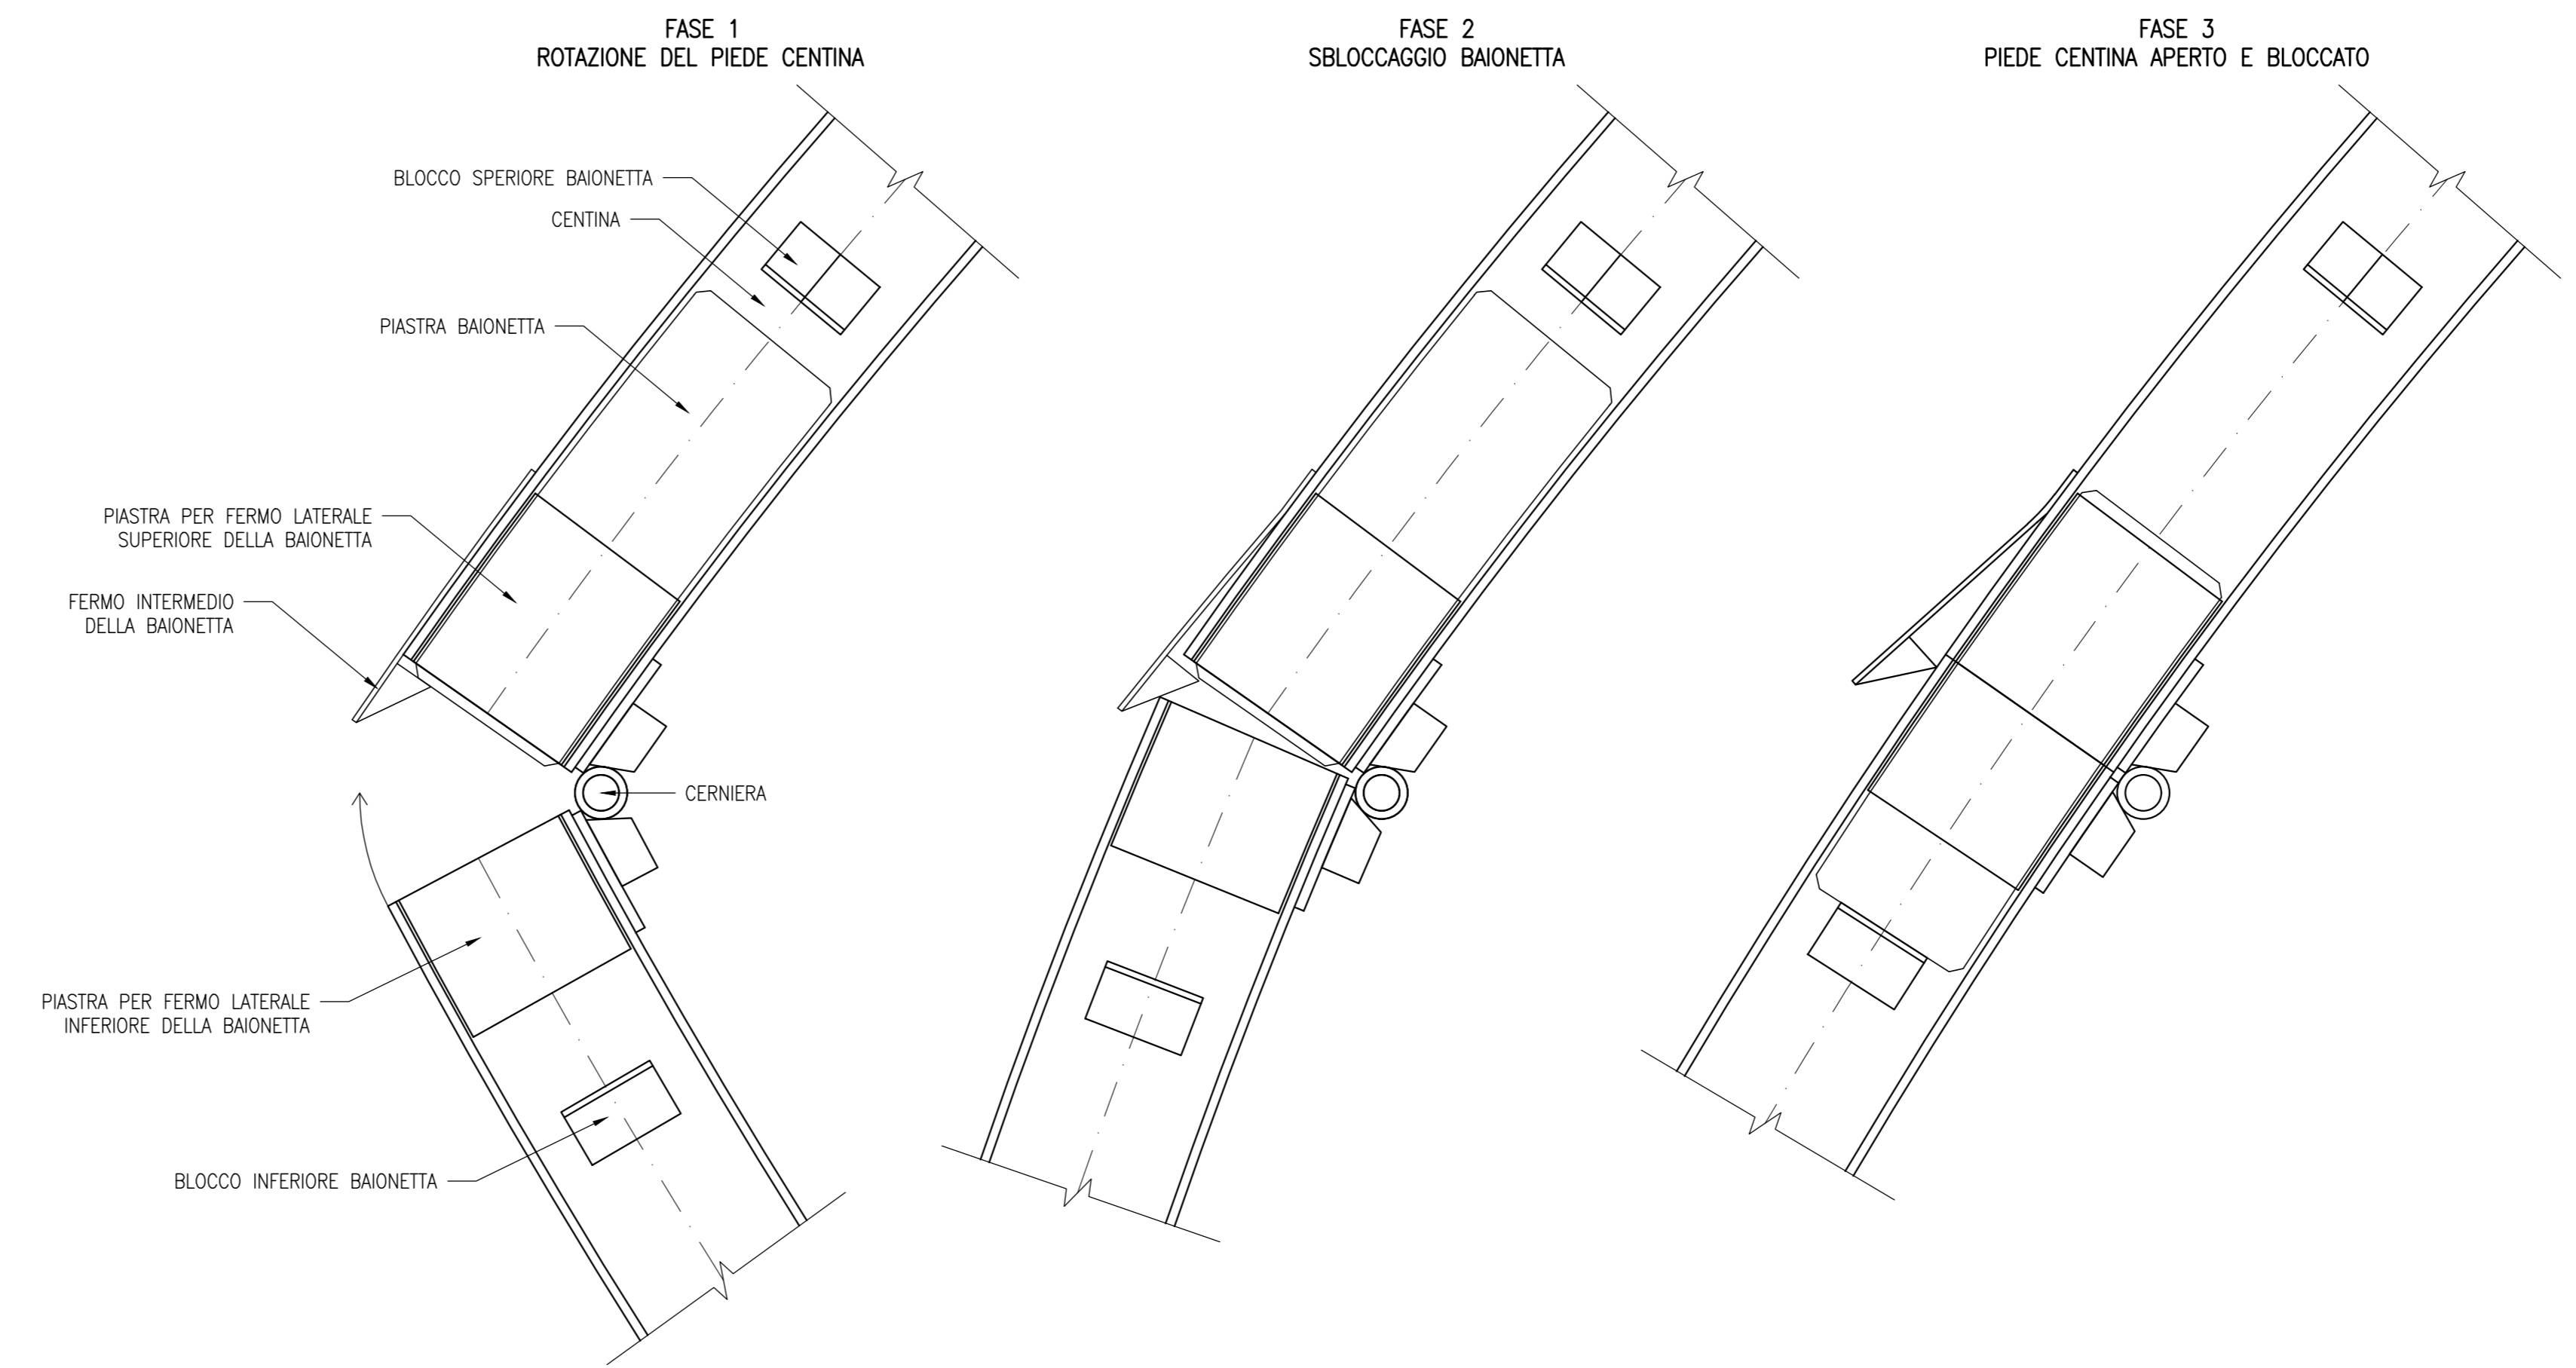 FASE 1
ROTAZIONE DEL PIEDE CENTINA
FASE 2
SBLOCCAGGIO BAIONETTA
FASE 3
PIEDE CENTINA APERTO E BLOCCATO
BLOCCO SPERIORE BAIONETTA
CENTINA
PIASTRA BAIONETTA
PIASTRA PER FERMO LATERALE
SUPERIORE DELLA BAIONETTA
FERMO INTERMEDIO
DELLA BAIONETTA
CERNIERA
PIASTRA PER FERMO LATERALE
INFERIORE DELLA BAIONETTA
BLOCCO INFERIORE BAIONETTA